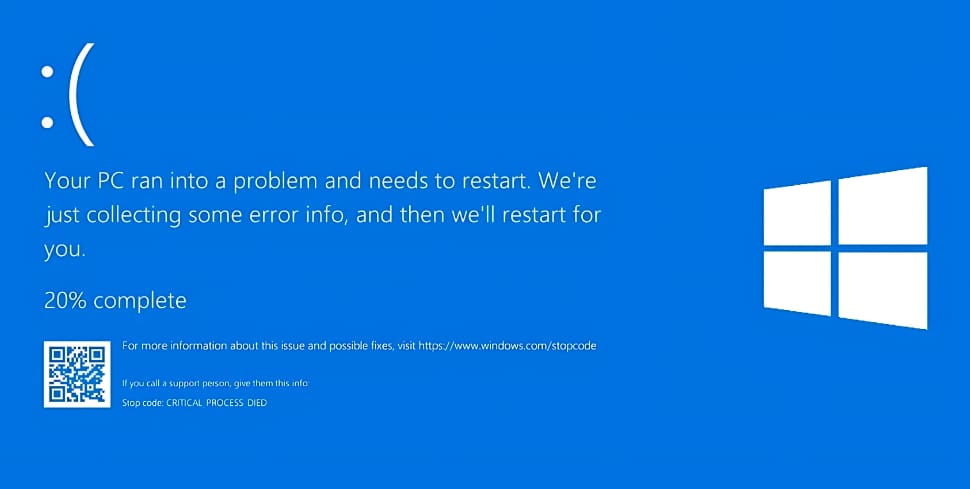 :(
Your PC ran into a problem and needs to restart. We're
just collecting some error info, and then we'll restart for
you.
20% complete
For more information about this issue and possible fixes, visit https://www.windows.com/stopcode
If you call a support person, give them this info:
Stop code: CRITICAL PROCESS DIED